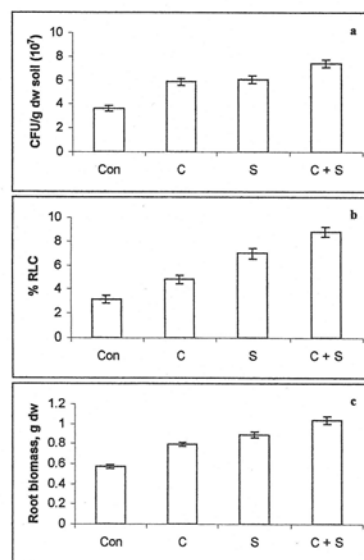 a
CFU/g dw soil (10⁷)
10
8
6
4
2
0
Con C S C + S
b
% RLC
10
8
6
4
2
0
Con C S C + S
c
Root biomass, g dw
1.2
1
0.8
0.6
0.4
0.2
0
Con C S C + S